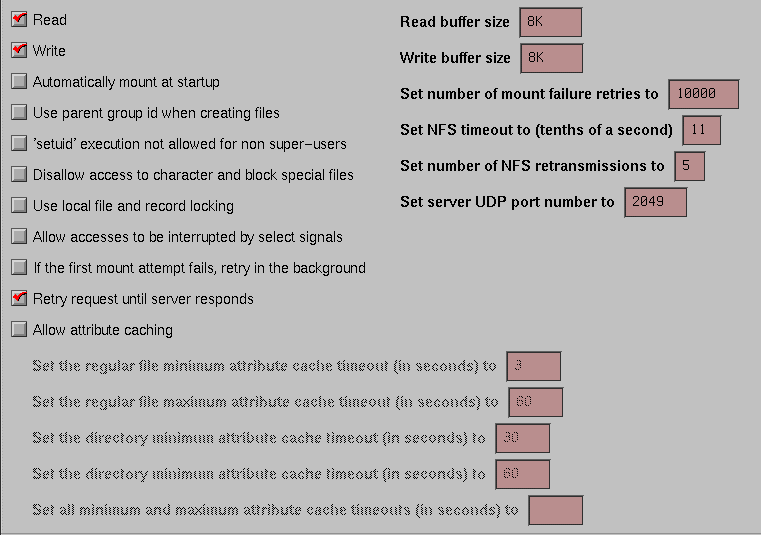 Read
Write
Automatically mount at startup
Use parent group id when creating files
'setuid' execution not allowed for non super-users
Disallow access to character and block special files
Use local file and record locking
Allow accesses to be interrupted by select signals
If the first mount attempt fails, retry in the background
Retry request until server responds
Allow attribute caching
Set the regular file minimum attribute cache timeout (in seconds) to 3
Set the regular file maximum attribute cache timeout (in seconds) to 60
Set the directory minimum attribute cache timeout (in seconds) to 30
Set the directory minimum attribute cache timeout (in seconds) to 60
Set all minimum and maximum attribute cache timeouts (in seconds) to
Read buffer size 8K
Write buffer size 8K
Set number of mount failure retries to 10000
Set NFS timeout to (tenths of a second) 11
Set number of NFS retransmissions to 5
Set server UDP port number to 2049